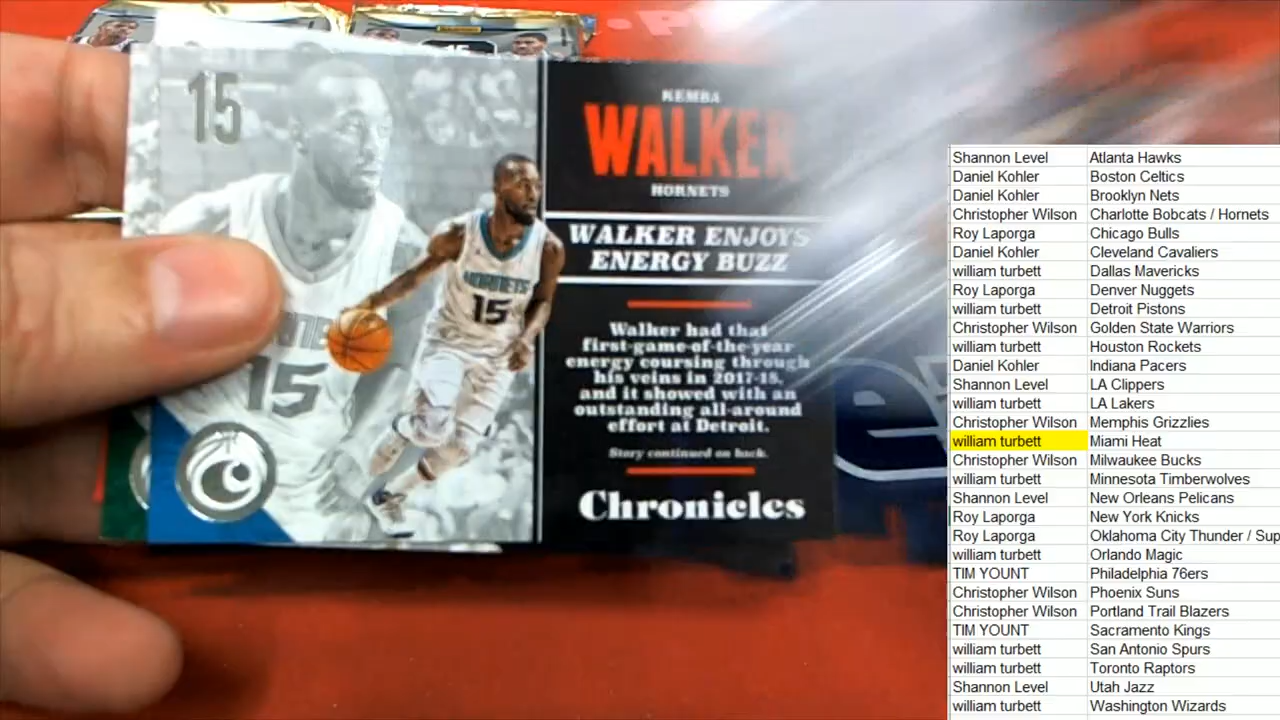 15
KEMBA
WALKER
HORNETS
WALKER ENJOYS
ENERGY BUZZ
Walker had that
first-game-of-the-year
energy coursing through
his veins in 2017-18,
and it showed with an
outstanding all-around
effort at Detroit.
Story continued on back.
Chronicles
HORNETS
15
15
Shannon Level Atlanta Hawks
Daniel Kohler Boston Celtics
Daniel Kohler Brooklyn Nets
Christopher Wilson Charlotte Bobcats / Hornets
Roy Laporga Chicago Bulls
Daniel Kohler Cleveland Cavaliers
william turbett Dallas Mavericks
Roy Laporga Denver Nuggets
william turbett Detroit Pistons
Christopher Wilson Golden State Warriors
william turbett Houston Rockets
Daniel Kohler Indiana Pacers
Shannon Level LA Clippers
william turbett LA Lakers
Christopher Wilson Memphis Grizzlies
william turbett Miami Heat
Christopher Wilson Milwaukee Bucks
william turbett Minnesota Timberwolves
Shannon Level New Orleans Pelicans
Roy Laporga New York Knicks
Roy Laporga Oklahoma City Thunder / Sup
william turbett Orlando Magic
TIM YOUNT Philadelphia 76ers
Christopher Wilson Phoenix Suns
Christopher Wilson Portland Trail Blazers
TIM YOUNT Sacramento Kings
william turbett San Antonio Spurs
william turbett Toronto Raptors
Shannon Level Utah Jazz
william turbett Washington Wizards